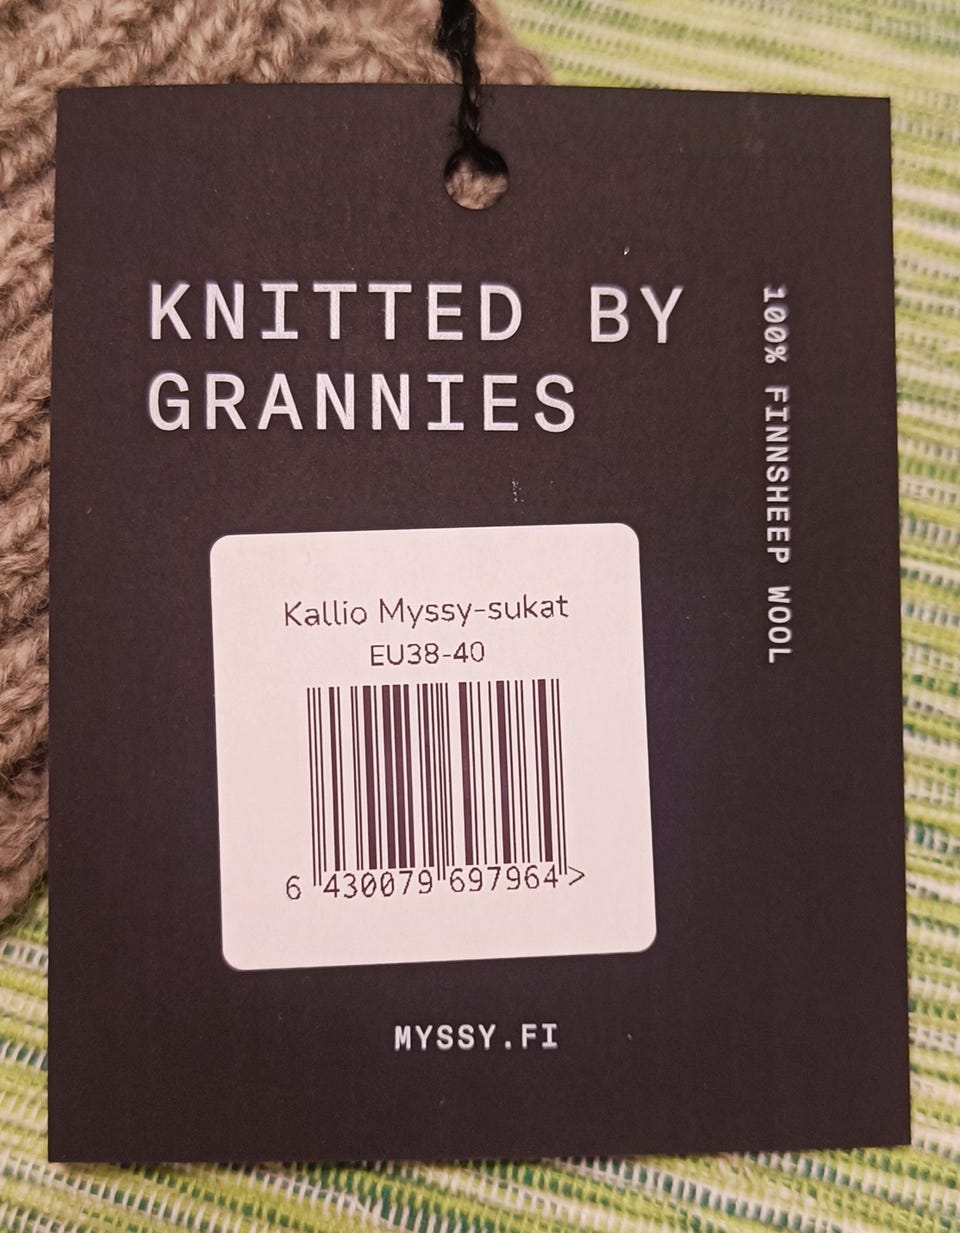 KNITTED BY
GRANNIES
100% FINNSHEEP WOOL
Kallio Myssy-sukat
EU38-40
6 430079 697964 >
MYSSY.FI